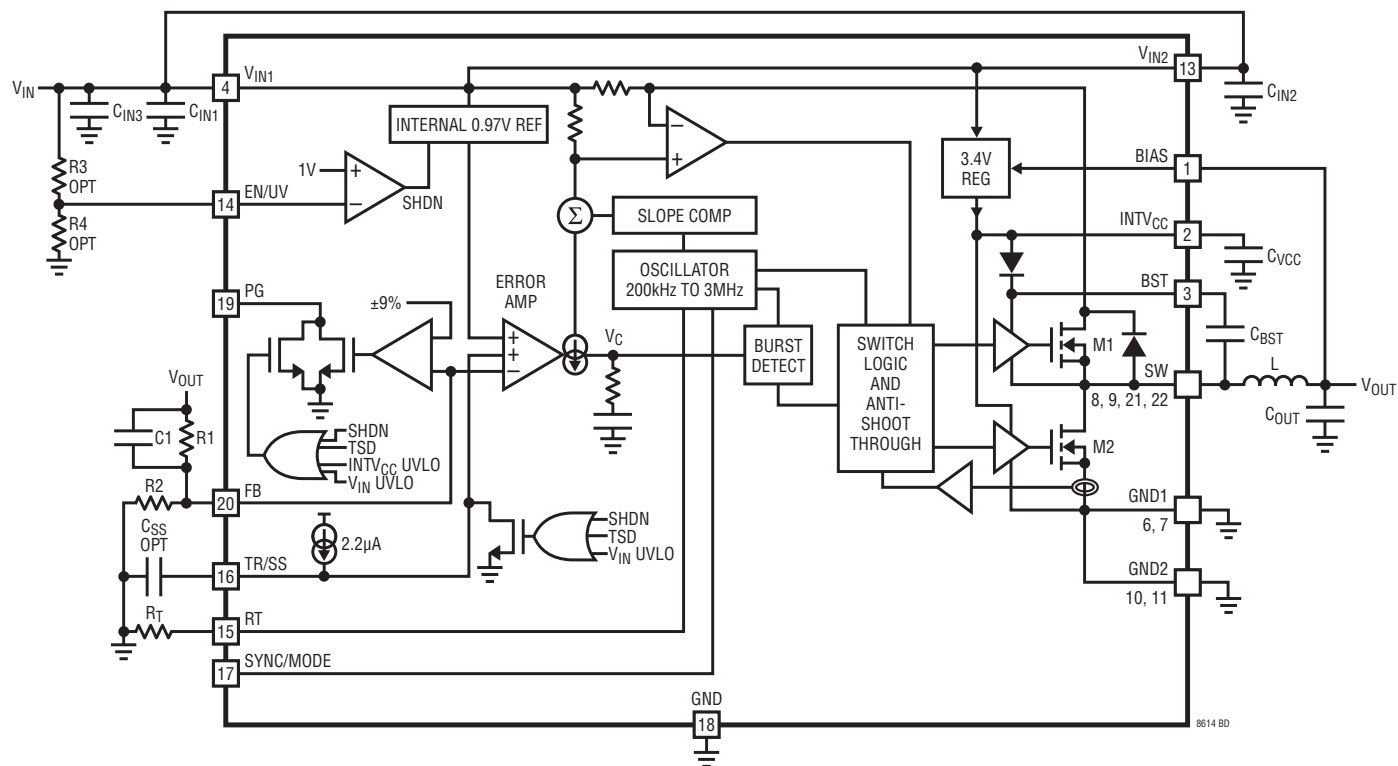 VIN
CIN3
CIN1
R3
OPT
R4
OPT
4
VIN1
14
EN/UV
1V
+
−
SHDN
INTERNAL 0.97V REF
−
+
Σ
SLOPE COMP
OSCILLATOR
200kHz TO 3MHz
VIN2
13
CIN2
3.4V
REG
BIAS
1
INTVCC
2
CVCC
BST
3
CBST
19
PG
±9%
ERROR
AMP
+
+
−
VC
BURST
DETECT
SWITCH
LOGIC
AND
ANTI-
SHOOT
THROUGH
M1
M2
SW
8, 9, 21, 22
L
VOUT
COUT
GND1
6, 7
GND2
10, 11
VOUT
C1
R1
R2
20
FB
SHDN
TSD
INTVCC UVLO
VIN UVLO
CSS
OPT
2.2µA
16
TR/SS
SHDN
TSD
VIN UVLO
RT
15
RT
17
SYNC/MODE
GND
18
8614 BD